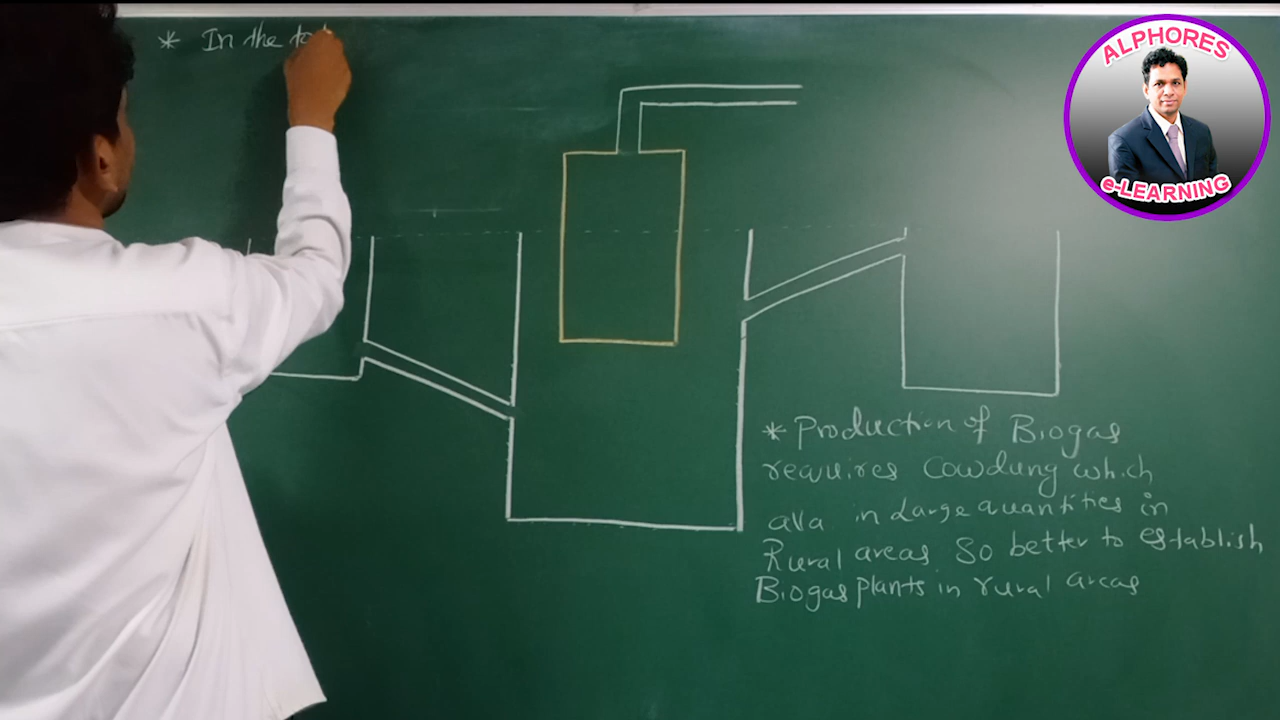 * In the to
ALPHORES
e-LEARNING
* Production of Biogas
requires Cowdung which
ava in Large quantities in
Rural areas So better to establish
Biogas plants in rural areas